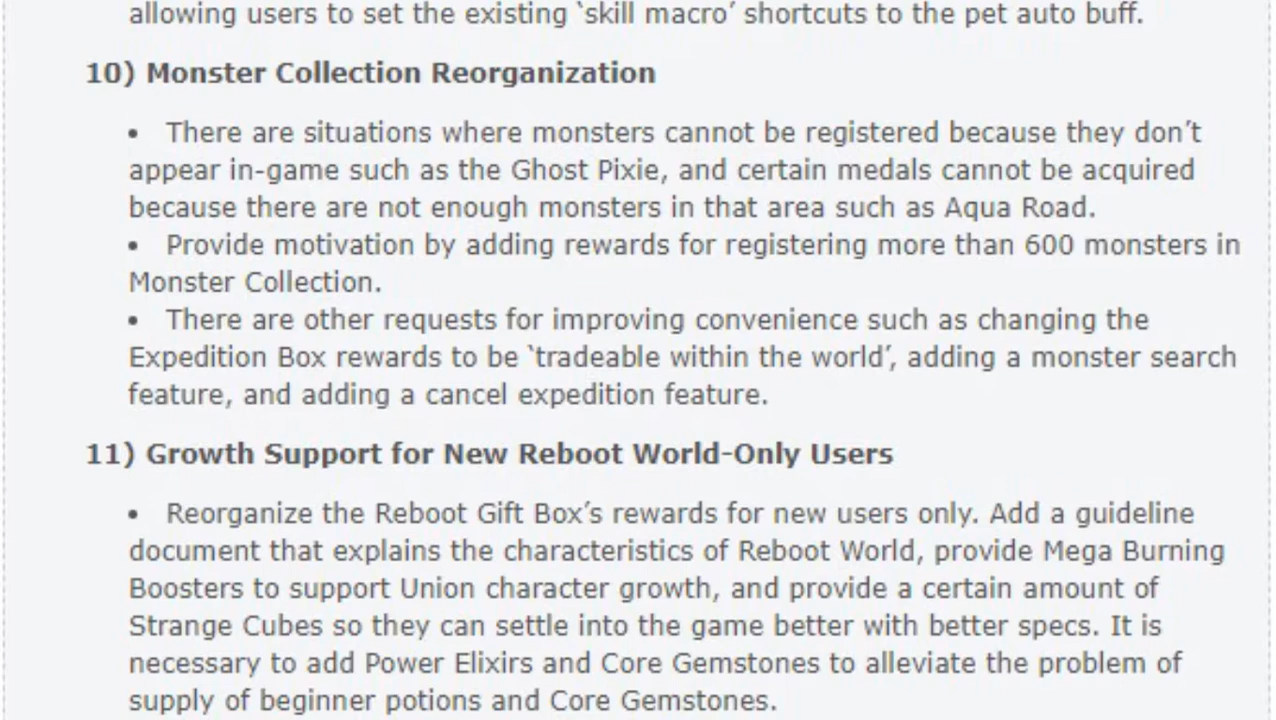 allowing users to set the existing ‘skill macro’ shortcuts to the pet auto buff.
10) Monster Collection Reorganization
• There are situations where monsters cannot be registered because they don’t
appear in-game such as the Ghost Pixie, and certain medals cannot be acquired
because there are not enough monsters in that area such as Aqua Road.
• Provide motivation by adding rewards for registering more than 600 monsters in
Monster Collection.
• There are other requests for improving convenience such as changing the
Expedition Box rewards to be ‘tradeable within the world’, adding a monster search
feature, and adding a cancel expedition feature.
11) Growth Support for New Reboot World-Only Users
• Reorganize the Reboot Gift Box’s rewards for new users only. Add a guideline
document that explains the characteristics of Reboot World, provide Mega Burning
Boosters to support Union character growth, and provide a certain amount of
Strange Cubes so they can settle into the game better with better specs. It is
necessary to add Power Elixirs and Core Gemstones to alleviate the problem of
supply of beginner potions and Core Gemstones.